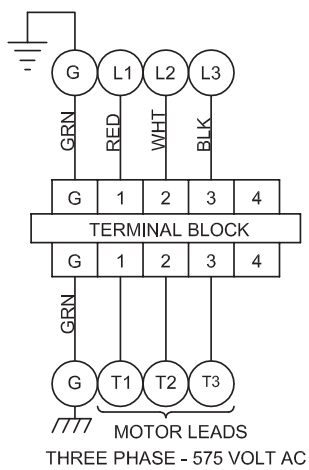 G L1 L2 L3
GRN RED WHT BLK
G 1 2 3 4
TERMINAL BLOCK
G 1 2 3 4
GRN
G T1 T2 T3
MOTOR LEADS
THREE PHASE - 575 VOLT AC